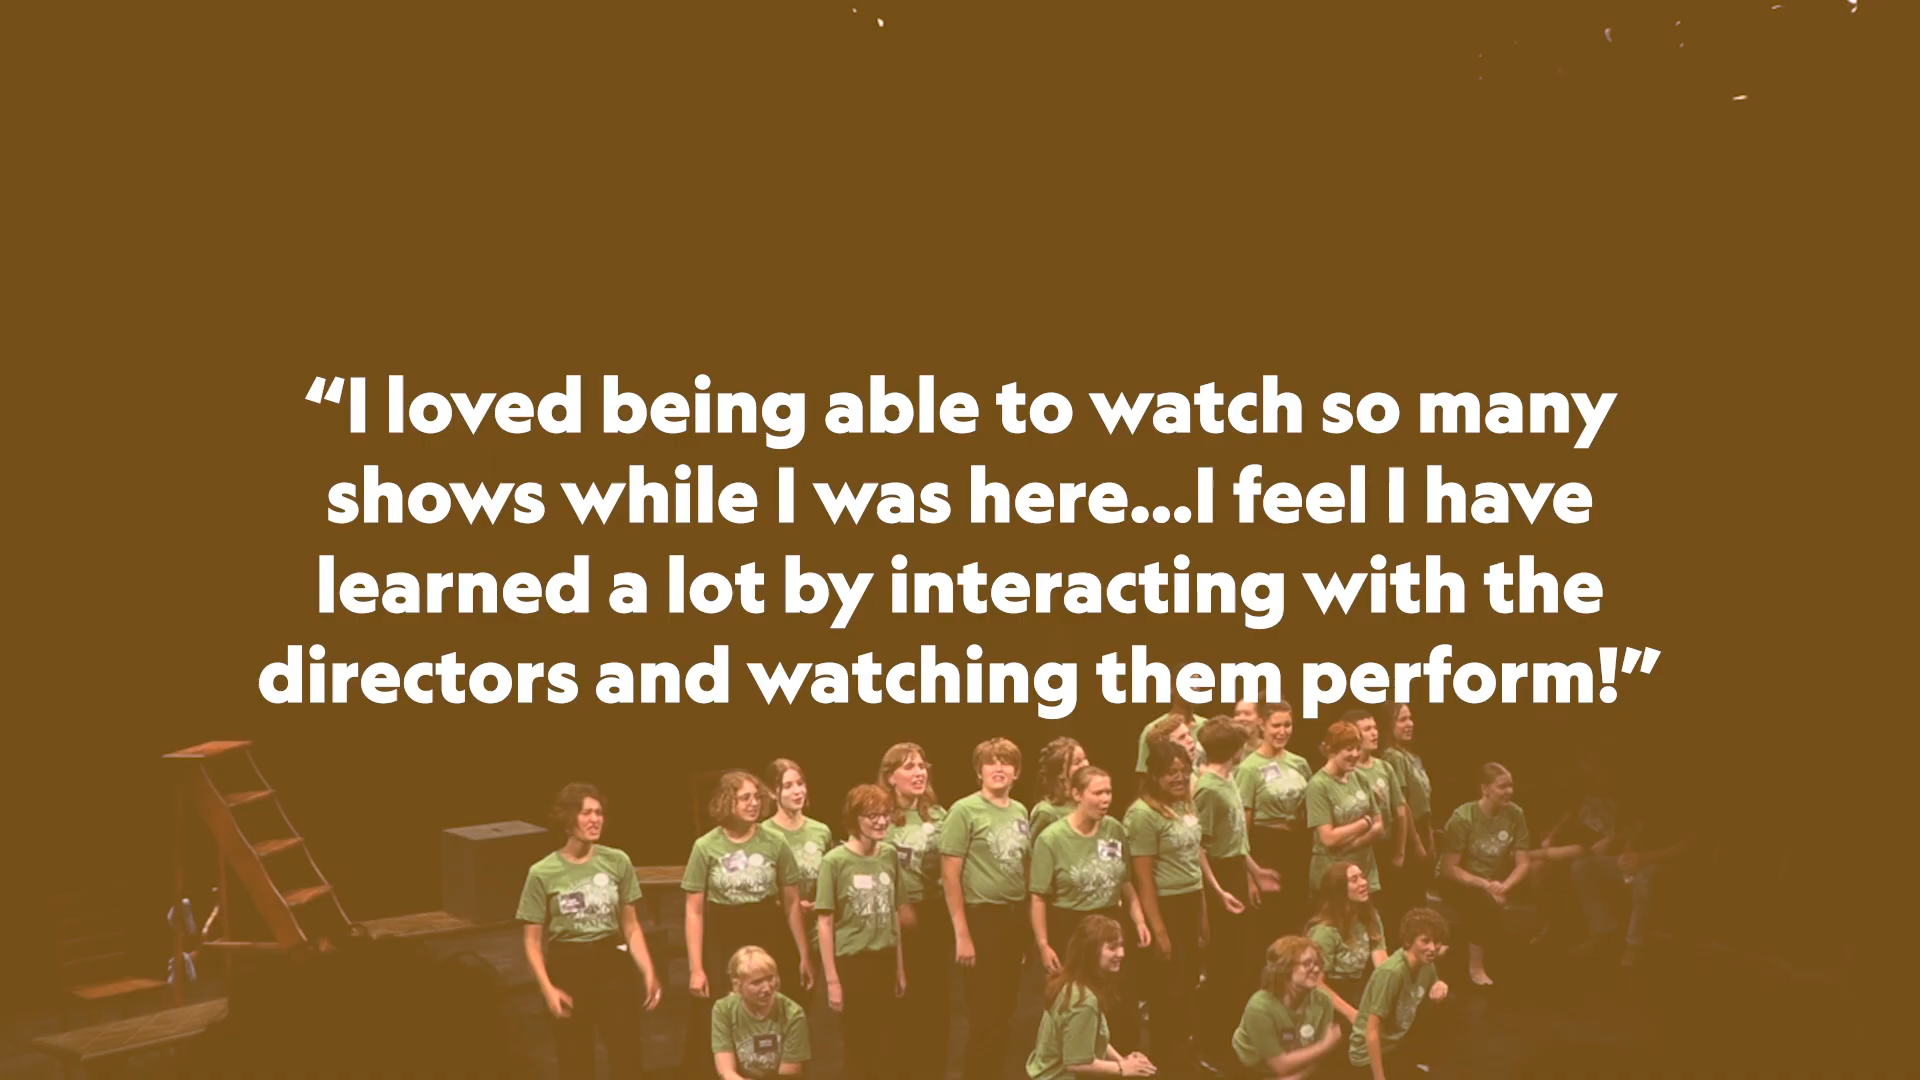 “I loved being able to watch so many
shows while I was here...I feel I have
learned a lot by interacting with the
directors and watching them perform!”